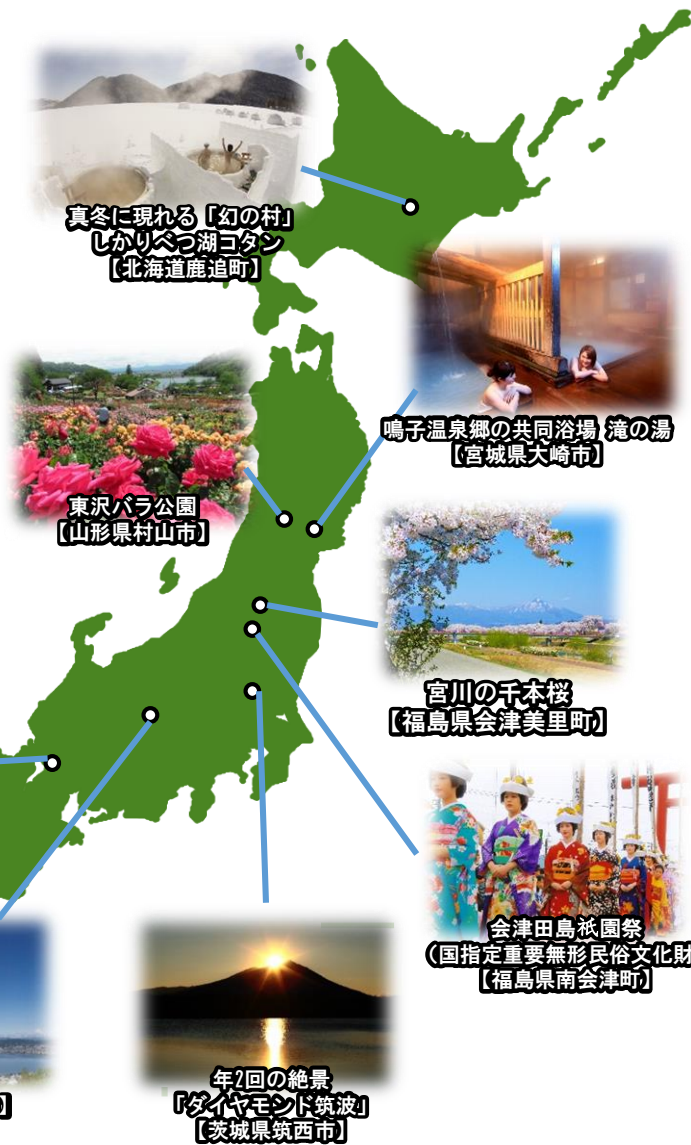 真冬に現れる「幻の村」
しかりべつ湖コタン
【北海道鹿追町】
鳴子温泉郷の共同浴場 滝の湯
【宮城県大崎市】
東沢バラ公園
【山形県村山市】
宮川の千本桜
【福島県会津美里町】
会津田島祇園祭
（国指定重要無形民俗文化財
【福島県南会津町】
年2回の絶景
「ダイヤモンド筑波」
【茨城県筑西市】
】